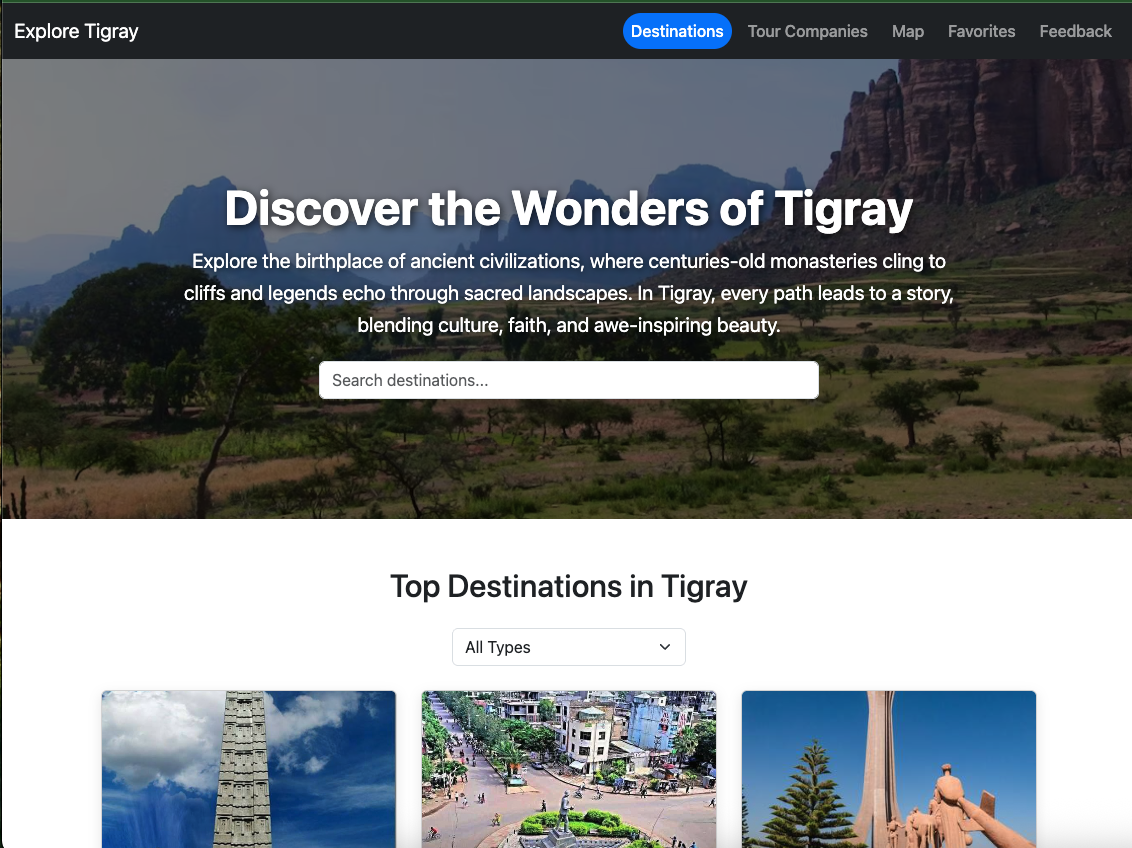 Explore Tigray
Destinations
Tour Companies
Map
Favorites
Feedback
Discover the Wonders of Tigray
Explore the birthplace of ancient civilizations, where centuries-old monasteries cling to
cliffs and legends echo through sacred landscapes. In Tigray, every path leads to a story,
blending culture, faith, and awe-inspiring beauty.
Search destinations...
Top Destinations in Tigray
All Types